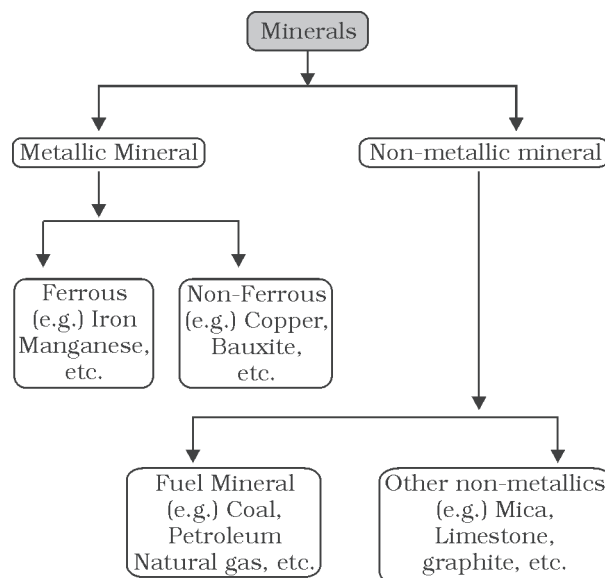 Minerals
Metallic Mineral
Non-metallic mineral
Ferrous
(e.g.) Iron
Manganese,
etc.
Non-Ferrous
(e.g.) Copper,
Bauxite,
etc.
Fuel Mineral
(e.g.) Coal,
Petroleum
Natural gas, etc.
Other non-metallics
(e.g.) Mica,
Limestone,
graphite, etc.